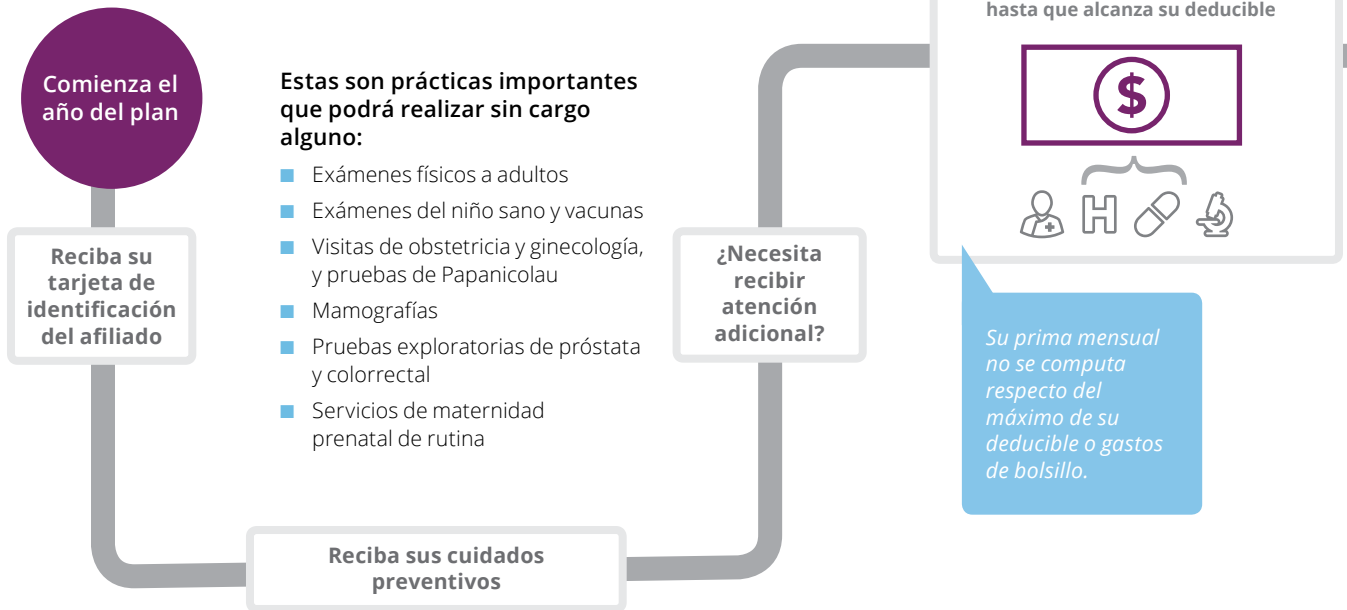 Comienza el
año del plan
Reciba su
tarjeta de
identificación
del afiliado
Estas son prácticas importantes
que podrá realizar sin cargo
alguno:
Exámenes físicos a adultos
Exámenes del niño sano y vacunas
Visitas de obstetricia y ginecología,
y pruebas de Papanicolau
Mamografías
Pruebas exploratorias de próstata
y colorrectal
Servicios de maternidad
prenatal de rutina
Reciba sus cuidados
preventivos
¿Necesita
recibir
atención
adicional?
hasta que alcanza su deducible
$
H
Su prima mensual
no se computa
respecto del
máximo de su
deducible o gastos
de bolsillo.